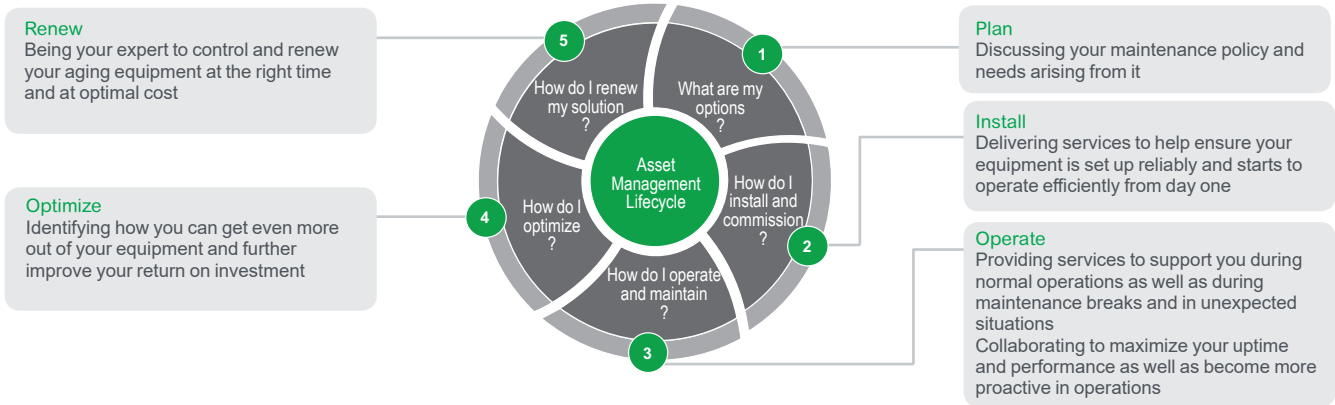 Renew
Being your expert to control and renew
your aging equipment at the right time
and at optimal cost
Optimize
Identifying how you can get even more
out of your equipment and further
improve your return on investment
5
How do I renew
my solution
?
1
What are my
options
?
Asset
Management
Lifecycle
How do I
install and
commission
?
2
4
How do I
optimize
?
How do I operate
and maintain
?
3
Plan
Discussing your maintenance policy and
needs arising from it
Install
Delivering services to help ensure your
equipment is set up reliably and starts to
operate efficiently from day one
Operate
Providing services to support you during
normal operations as well as during
maintenance breaks and in unexpected
situations
Collaborating to maximize your uptime
and performance as well as become more
proactive in operations